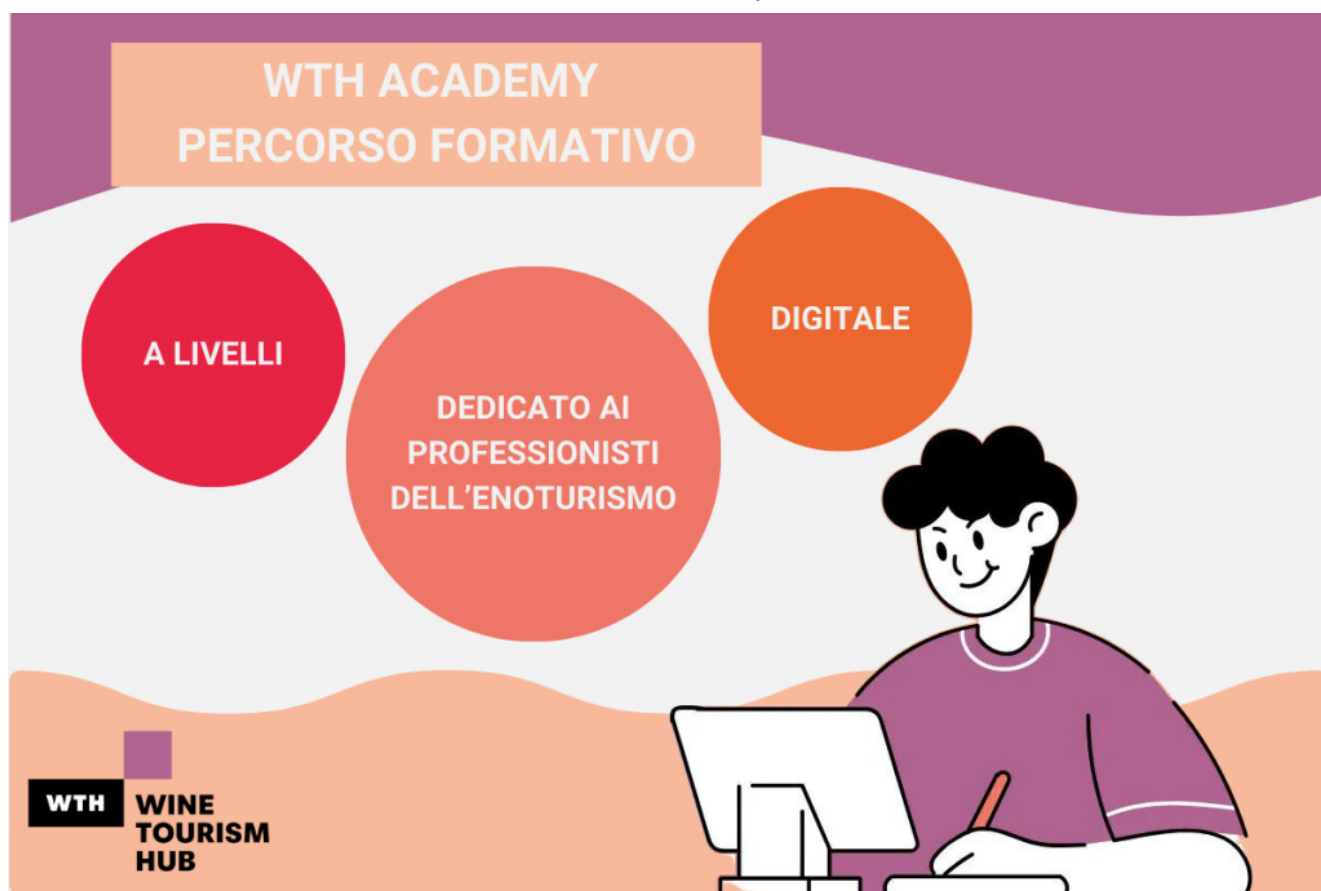 WTH ACADEMY
PERCORSO FORMATIVO
A LIVELLI
DEDICATO AI
PROFESSIONISTI
DELL'ENOTURISMO
DIGITALE
WTH
WINE
TOURISM
HUB